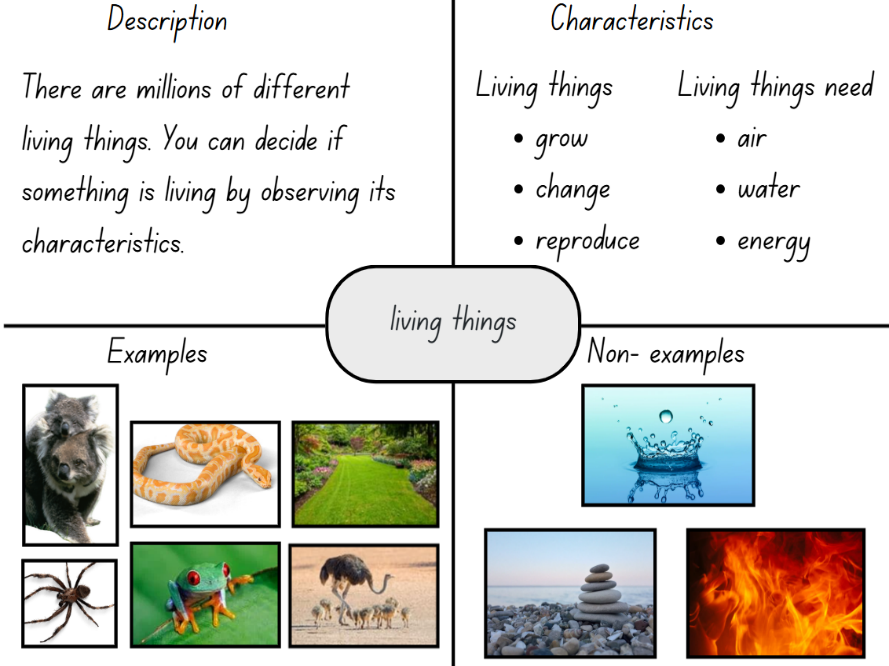 Description
There are millions of different
living things. You can decide if
something is living by observing its
characteristics.
Characteristics
Living things
• grow
• change
• reproduce
Living things need
• air
• water
• energy
living things
Examples
Non- examples